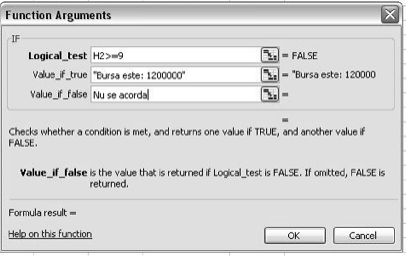 Function Arguments
IF
Logical_test H2>=9 = FALSE
Value_if_true "Bursa este: 1200000" = "Bursa este: 120000
Value_if_false Nu se acorda =
=
Checks whether a condition is met, and returns one value if TRUE, and another value if
FALSE.
Value_if_false is the value that is returned if Logical_test is FALSE. If omitted, FALSE is
returned.
Formula result =
Help on this function OK Cancel